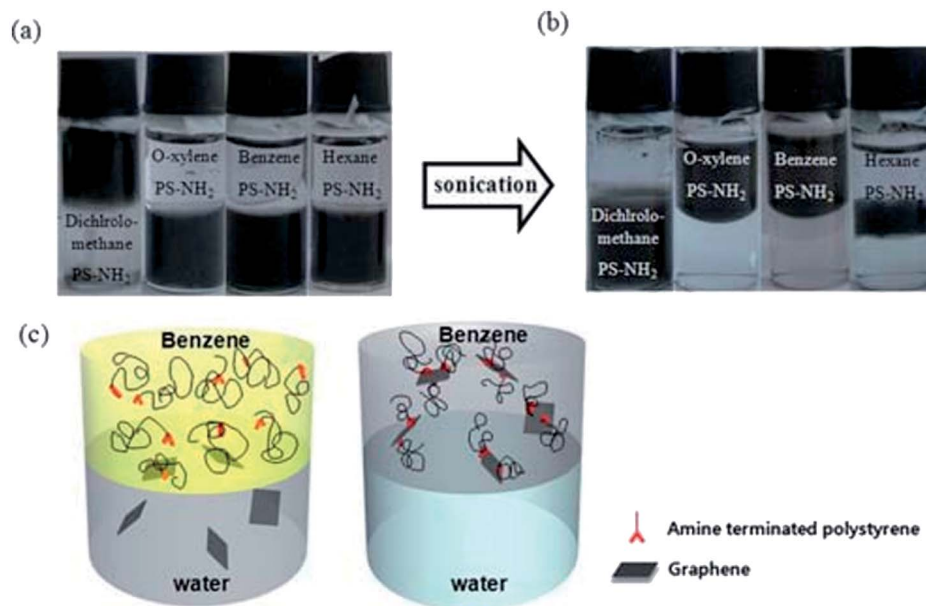 (a)
(b)
O-xylene
PS-NH₂
Benzene
PS-NH₂
Hexane
PS-NH₂
Dichlrolo-
methane
PS-NH₂
sonication
O-xylene
PS-NH₂
Benzene
PS-NH₂
Hexane
PS-NH₂
Dichlrolo-
methane
PS-NH₂
(c)
Benzene
water
Benzene
water
Amine terminated polystyrene
Graphene